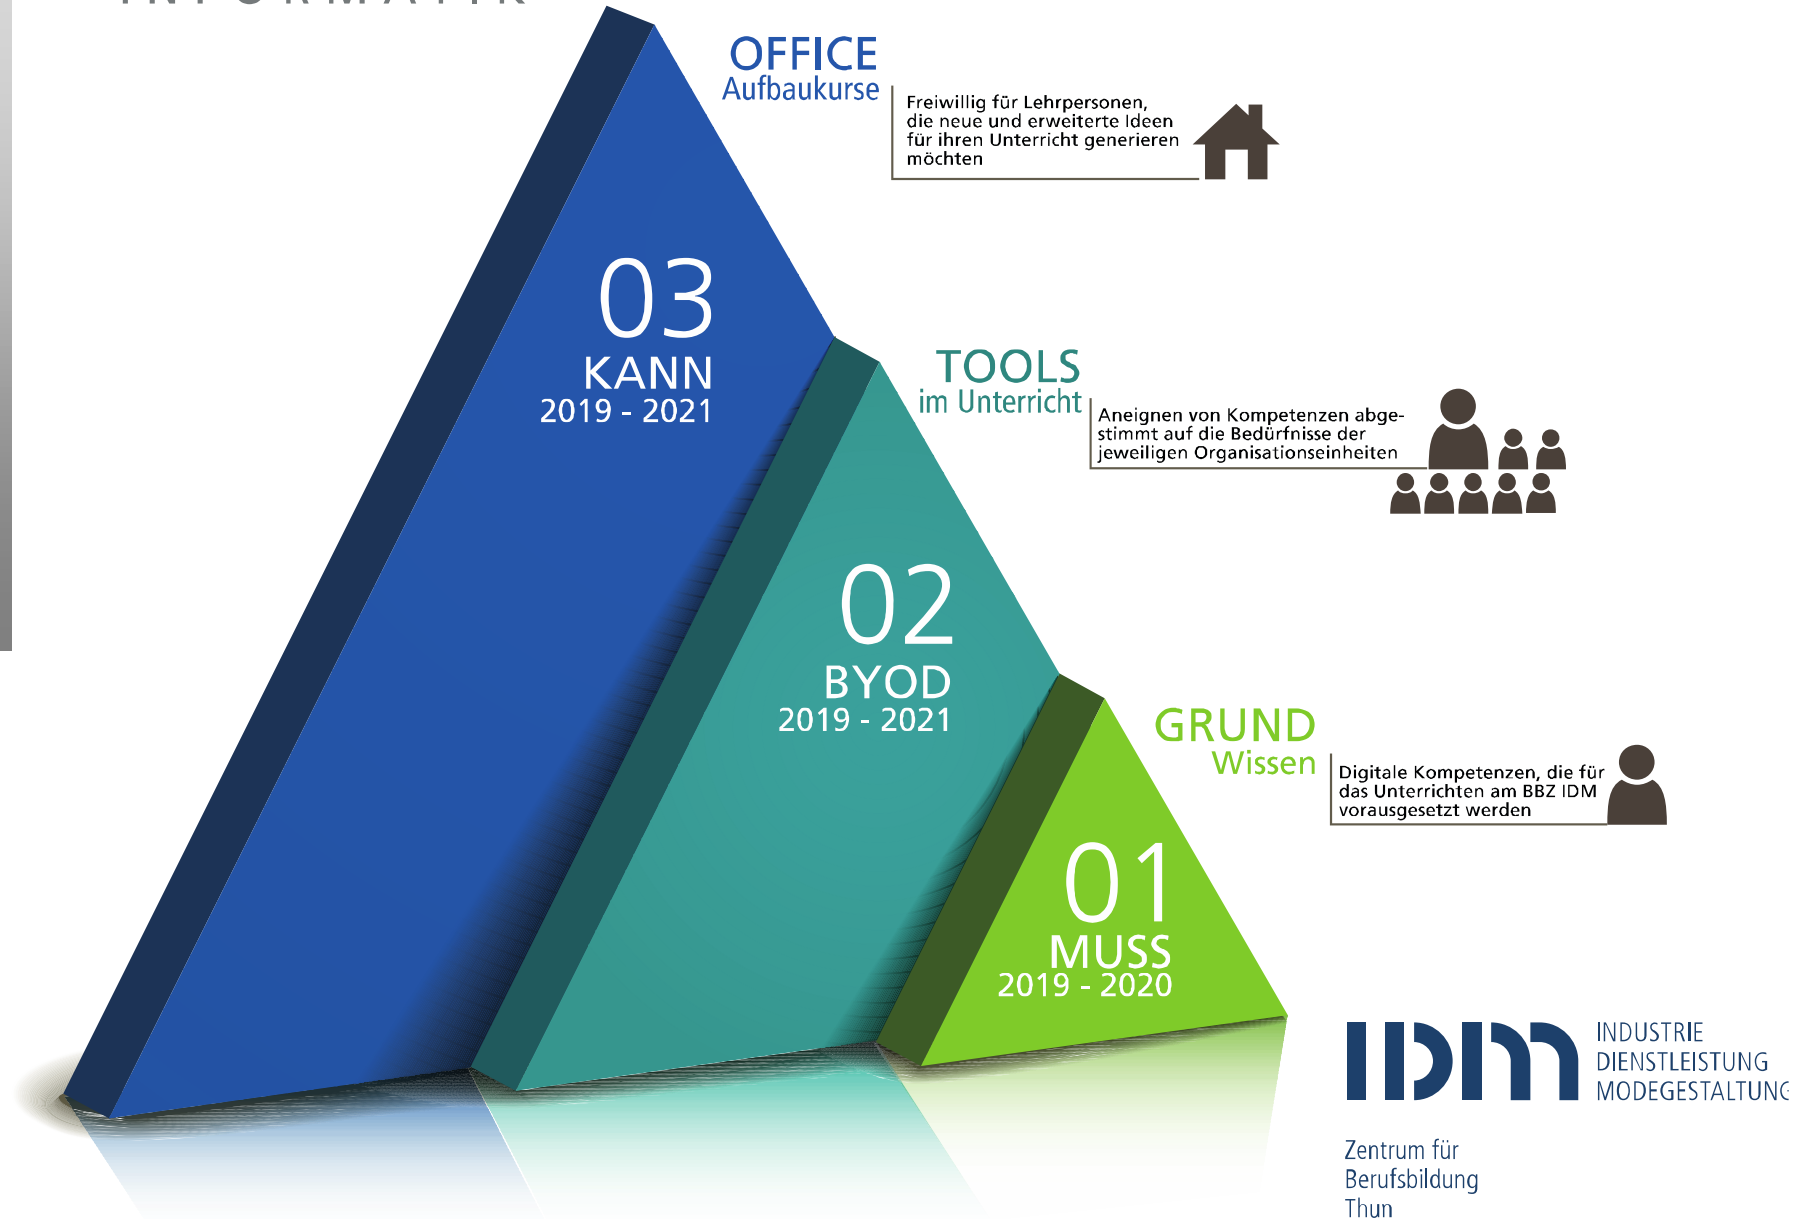 INFORMATIK
OFFICE
Aufbaukurse
Freiwillig für Lehrpersonen,
die neue und erweiterte Ideen
für ihren Unterricht generieren
möchten
03
KANN
2019 - 2021
TOOLS
im Unterricht
Aneignen von Kompetenzen abge-
stimmt auf die Bedürfnisse der
jeweiligen Organisationseinheiten
02
BYOD
2019 - 2021
GRUND
Wissen
Digitale Kompetenzen, die für
das Unterrichten am BBZ IDM
vorausgesetzt werden
01
MUSS
2019 - 2020
IDM
INDUSTRIE
DIENSTLEISTUNG
MODEGESTALTUNG
Zentrum für
Berufsbildung
Thun